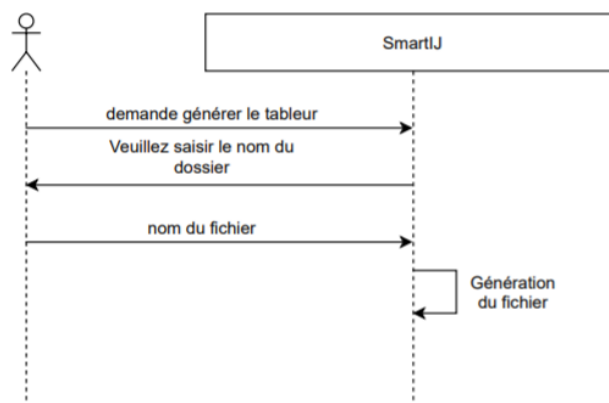 SmartIJ
demande générer le tableur
Veuillez saisir le nom du
dossier
nom du fichier
Génération
du fichier